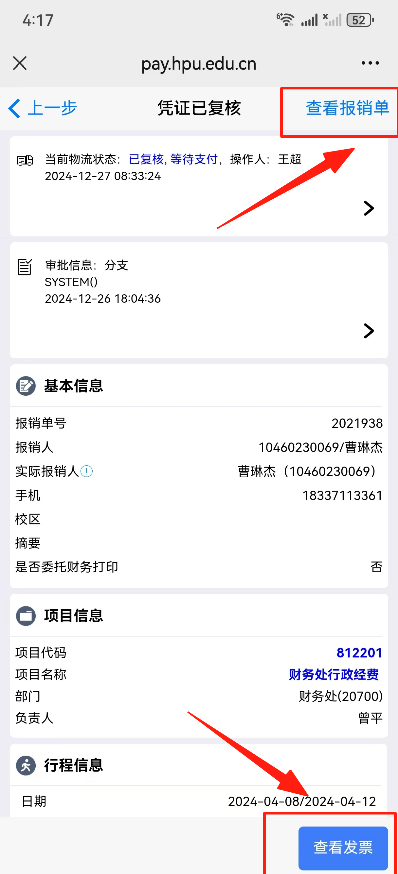 4:17
6+
52
pay.hpu.edu.cn
上一步
凭证已复核
查看报销单
当前物流状态：已复核, 等待支付，操作人：王超
2024-12-27 08:33:24
审批信息：分支
SYSTEM()
2024-12-26 18:04:36
基本信息
报销单号 2021938
报销人 10460230069/曹琳杰
实际报销人 曹琳杰（10460230069）
手机 18337113361
校区
摘要
是否委托财务打印 否
项目信息
项目代码 812201
项目名称 财务处行政经费
部门 财务处(20700)
负责人 曾平
行程信息
日期 2024-04-08/2024-04-12
查看发票